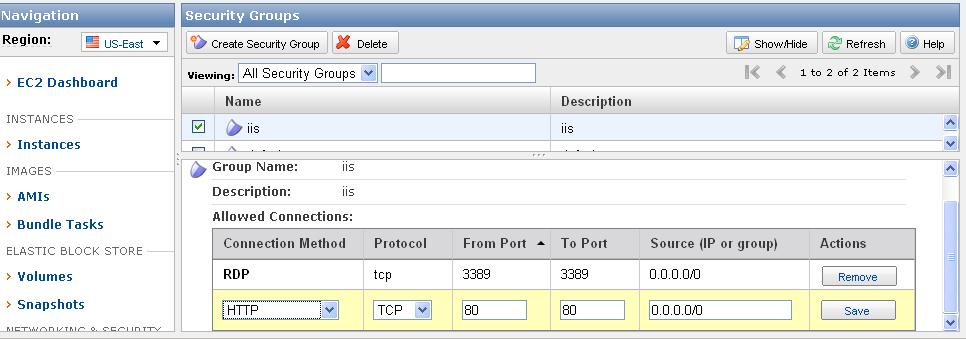 Navigation
Security Groups
Region: US-East
Create Security Group Delete Show/Hide Refresh Help
Viewing: All Security Groups 1 to 2 of 2 Items
EC2 Dashboard
Name Description
INSTANCES
iis iis
Instances
IMAGES
Group Name: iis
AMIs
Description: iis
Bundle Tasks
Allowed Connections:
ELASTIC BLOCK STORE
Connection Method Protocol From Port To Port Source (IP or group) Actions
Volumes
RDP tcp 3389 3389 0.0.0.0/0 Remove
Snapshots
HTTP TCP 80 80 0.0.0.0/0 Save
NETWORKING & SECURITY